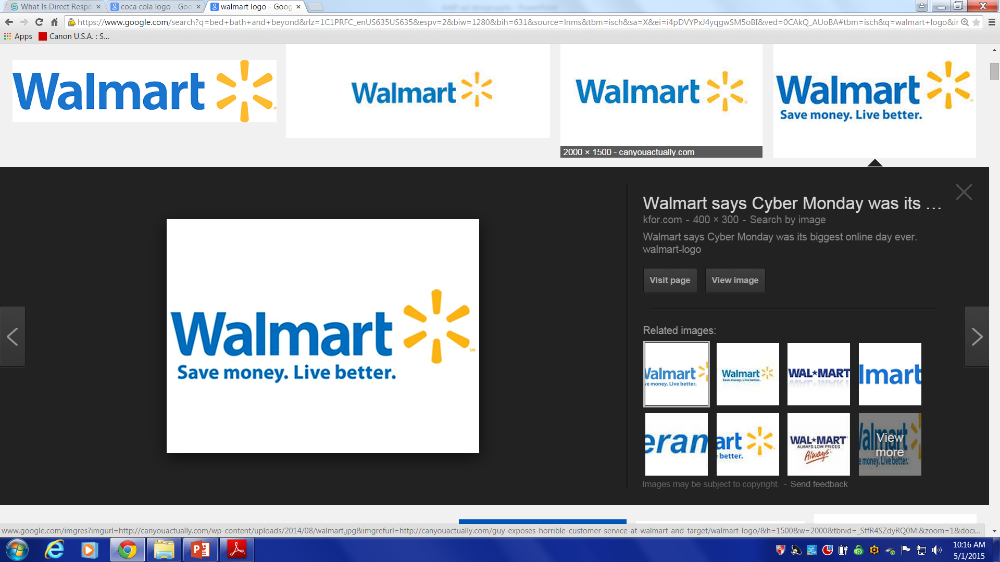 What Is Direct Respo
coca cola logo - Goo
walmart logo - Goog
https://www.google.com/search?q=bed+bath+and+beyond&rlz=1C1PRFC_enUS635US635&espv=2&biw=1280&bih=631&source=lnms&tbm=isch&sa=X&ei=i4pDVYPxJ4yqgwSM5oBI&ved=0CAkQ_AUoBA#tbm=isch&q=walmart+logo&ir
Apps Canon U.S.A. : S...
Walmart
Walmart
Walmart
2000 × 1500 - canyouactually.com
Walmart
Save money. Live better.
Walmart
SM
Save money. Live better.
Walmart says Cyber Monday was its ...
kfor.com - 400 × 300 - Search by image
Walmart says Cyber Monday was its biggest online day ever.
walmart-logo
Visit page View image
Related images:
Walmart
e money. Live better.
Walmart
Save money. Live better.
WAL★MART
lmart
eram
art
e better.
WAL★MART
ALWAYS LOW PRICES
Always
Walmart
e money. Live better.
View
more
Images may be subject to copyright. - Send feedback
www.google.com/imgres?imgurl=http://canyouactually.com/wp-content/uploads/2014/08/walmart.jpg&imgrefurl=http://canyouactually.com/guy-exposes-horrible-customer-service-at-walmart-and-target/walmart-logo/&h=1500&w=2000&tbnid=_StfR4SZdyRQ0M:&zoom=1&doci...
10:16 AM
5/1/2015